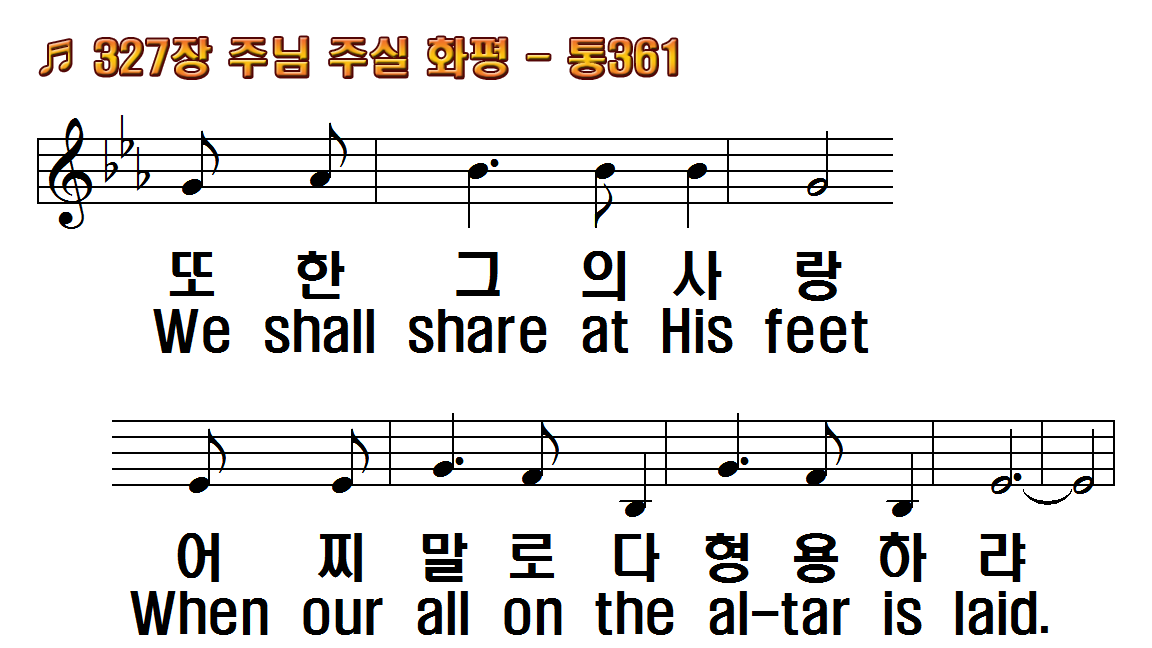 ♬ 327장 주님 주실 화평 - 통361
또 한 그 의 사 랑
We shall share at His feet
어 찌 말 로 다 형 용 하 랴
When our all on the al-tar is laid.